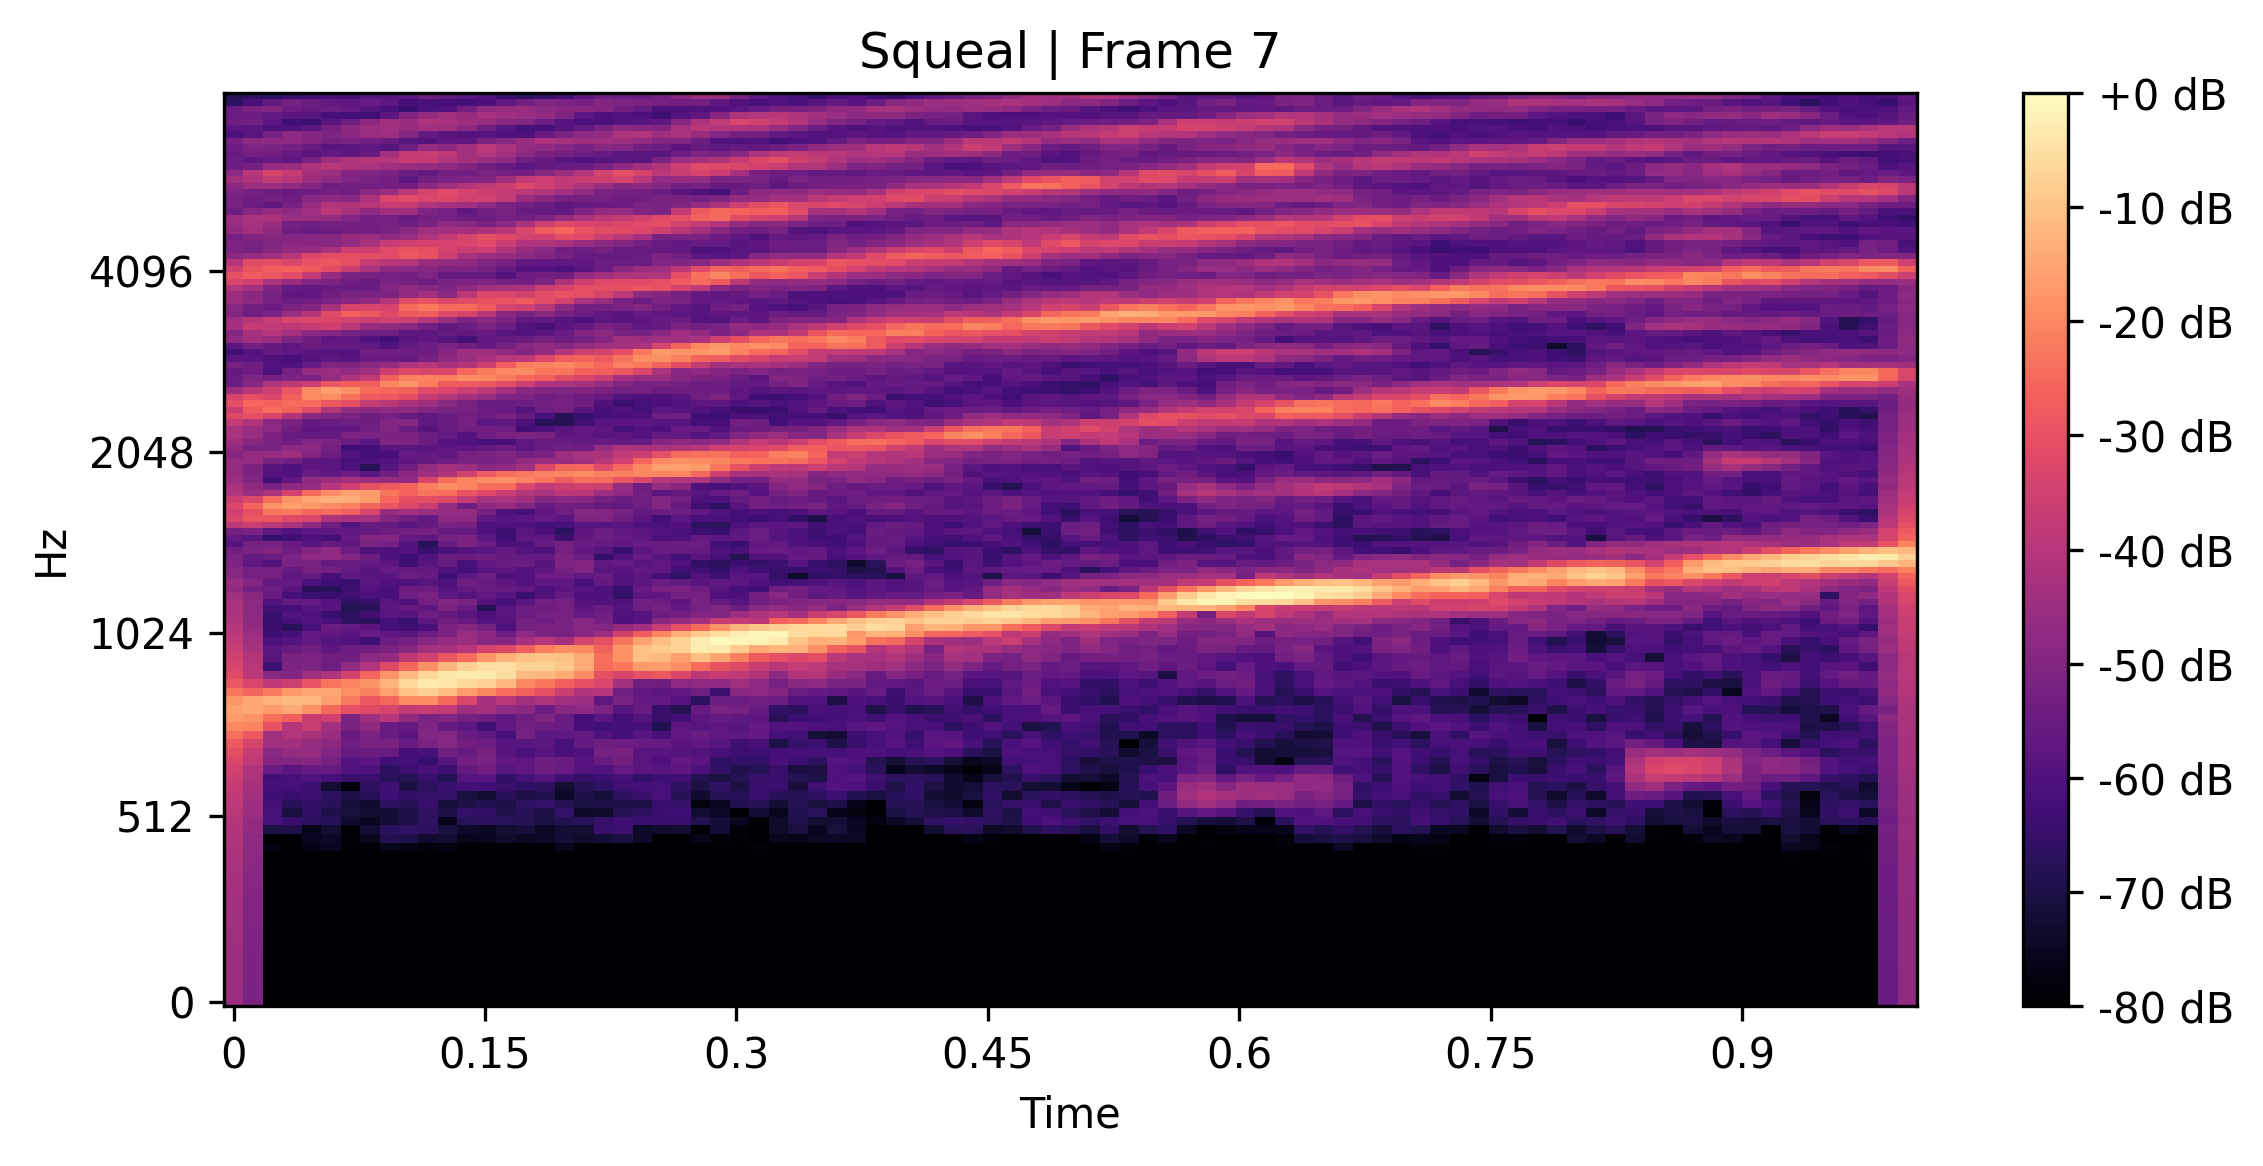 Squeal | Frame 7
Hz
4096
2048
1024
512
0
0 0.15 0.3 0.45 0.6 0.75 0.9
Time
+0 dB
-10 dB
-20 dB
-30 dB
-40 dB
-50 dB
-60 dB
-70 dB
-80 dB